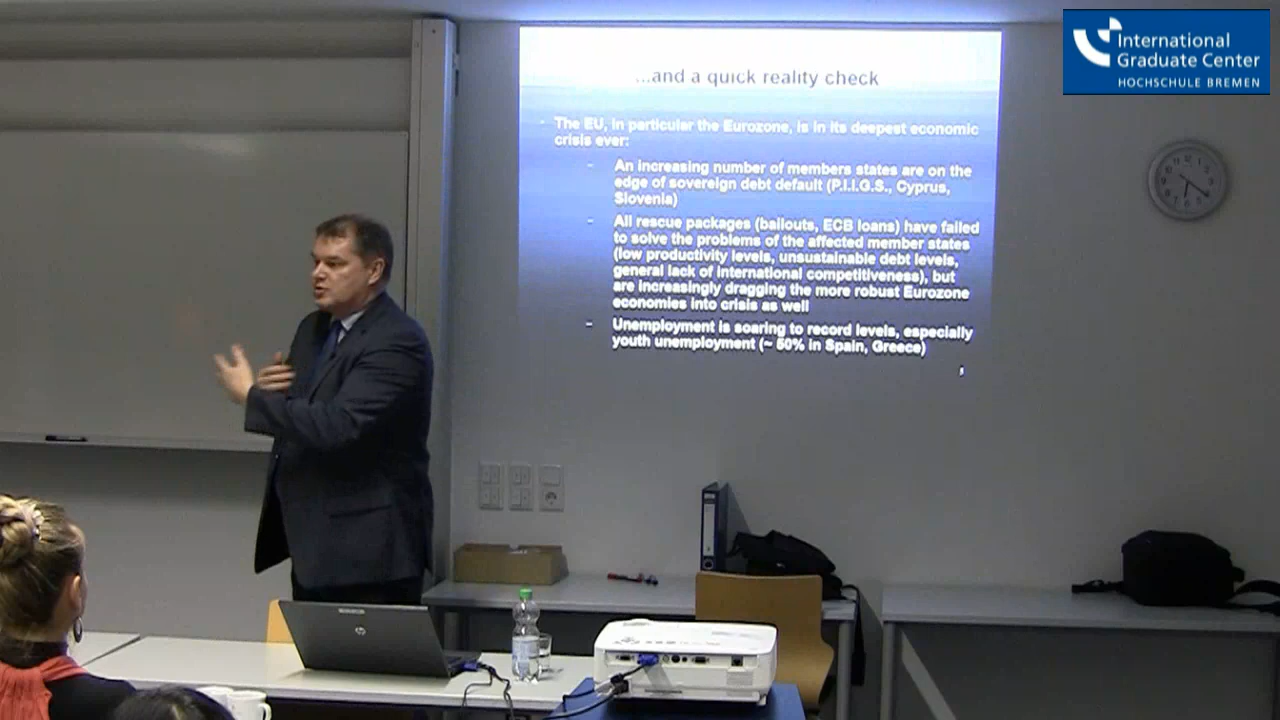 International
Graduate Center
HOCHSCHULE BREMEN
...and a quick reality check
The EU, in particular the Eurozone, is in its deepest economic
crisis ever:
- An increasing number of members states are on the
edge of sovereign debt default (P.I.I.G.S., Cyprus,
Slovenia)
- All rescue packages (bailouts, ECB loans) have failed
to solve the problems of the affected member states
(low productivity levels, unsustainable debt levels,
general lack of international competitiveness), but
are increasingly dragging the more robust Eurozone
economies into crisis as well
- Unemployment is soaring to record levels, especially
youth unemployment (~ 50% in Spain, Greece)
hp